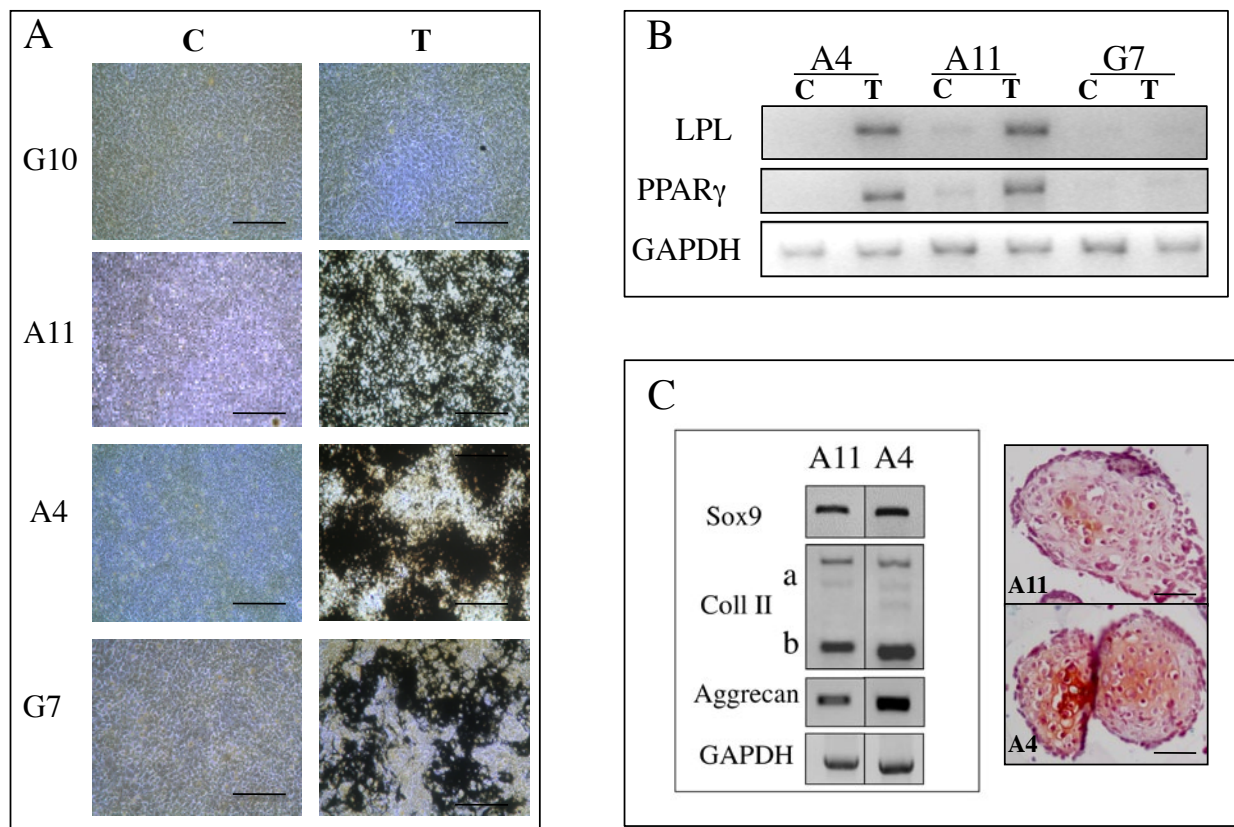 A
C T
G10
A11
A4
G7
B
A4 A11 G7
C T C T C T
LPL
PPARγ
GAPDH
C
A11 A4
Sox9
a
Coll II
b
Aggrecan
GAPDH
A11
A4